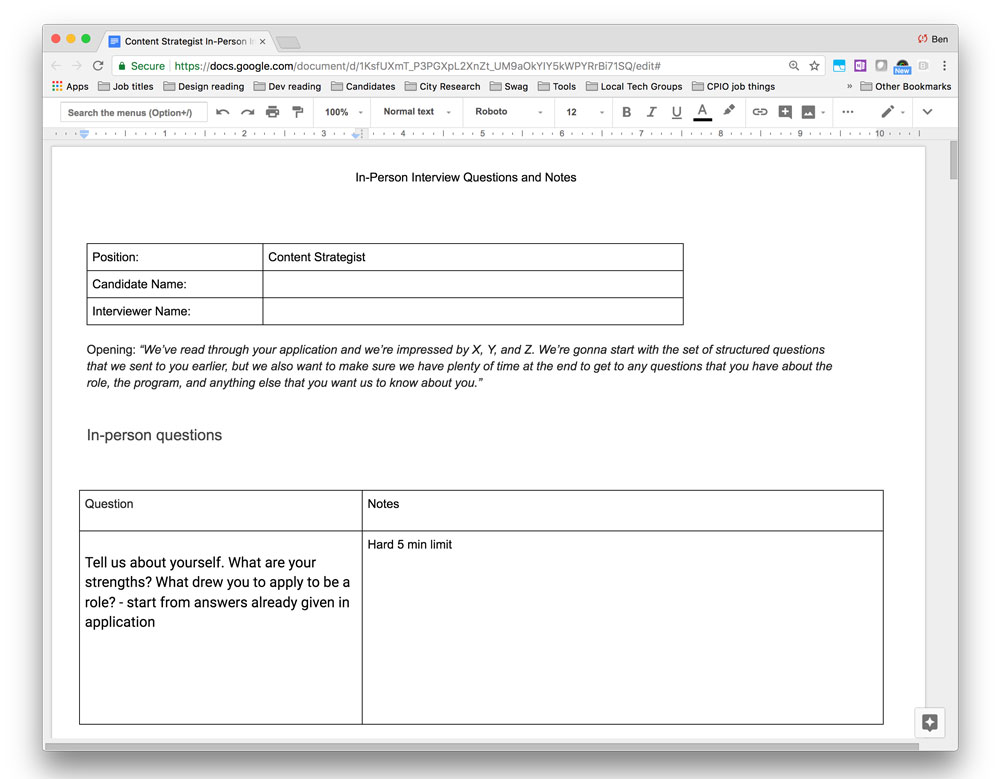 Content Strategist In-Person In
Ben
Secure https://docs.google.com/document/d/1KsfUXmT_P3PGXpL2XnZt_UM9aOkYIY5kWPYRrBi71SQ/edit#
Apps Job titles Design reading Dev reading Candidates City Research Swag Tools Local Tech Groups CPIO job things » Other Bookmarks
New
Search the menus (Option+/) 100% Normal text Roboto 12 B I U A
1 2 3 4 5 6 7 8 9 10
In-Person Interview Questions and Notes
Position: Content Strategist
Candidate Name:
Interviewer Name:
Opening: “We’ve read through your application and we’re impressed by X, Y, and Z. We’re gonna start with the set of structured questions
that we sent to you earlier, but we also want to make sure we have plenty of time at the end to get to any questions that you have about the
role, the program, and anything else that you want us to know about you.”
In-person questions
Question Notes
Hard 5 min limit
Tell us about yourself. What are your
strengths? What drew you to apply to be a
role? - start from answers already given in
application